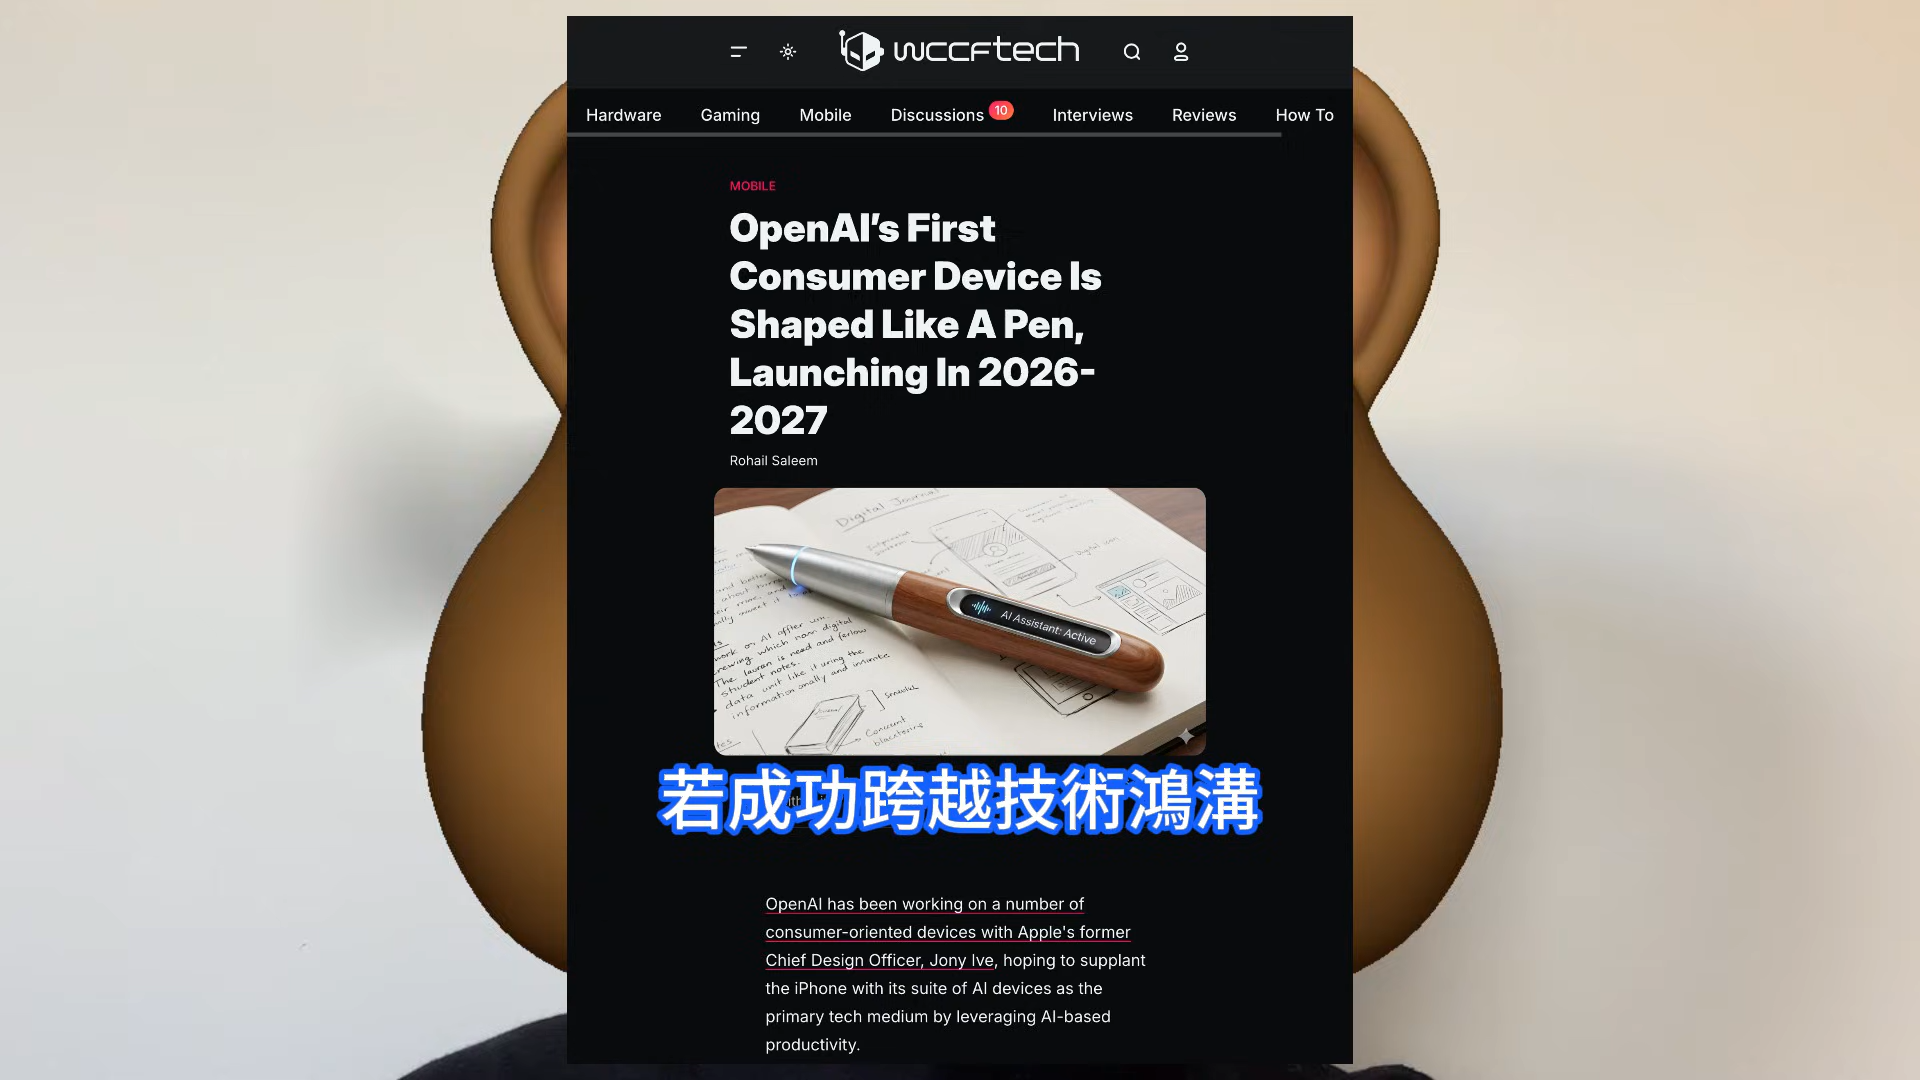 wccftech
Hardware Gaming Mobile Discussions 10 Interviews Reviews How To
MOBILE
OpenAI's First
Consumer Device Is
Shaped Like A Pen,
Launching In 2026-
2027
Rohail Saleem
Digital Journal
AI Assistant: Active
若成功跨越技術鴻溝
OpenAI has been working on a number of
consumer-oriented devices with Apple's former
Chief Design Officer, Jony Ive, hoping to supplant
the iPhone with its suite of AI devices as the
primary tech medium by leveraging AI-based
productivity.